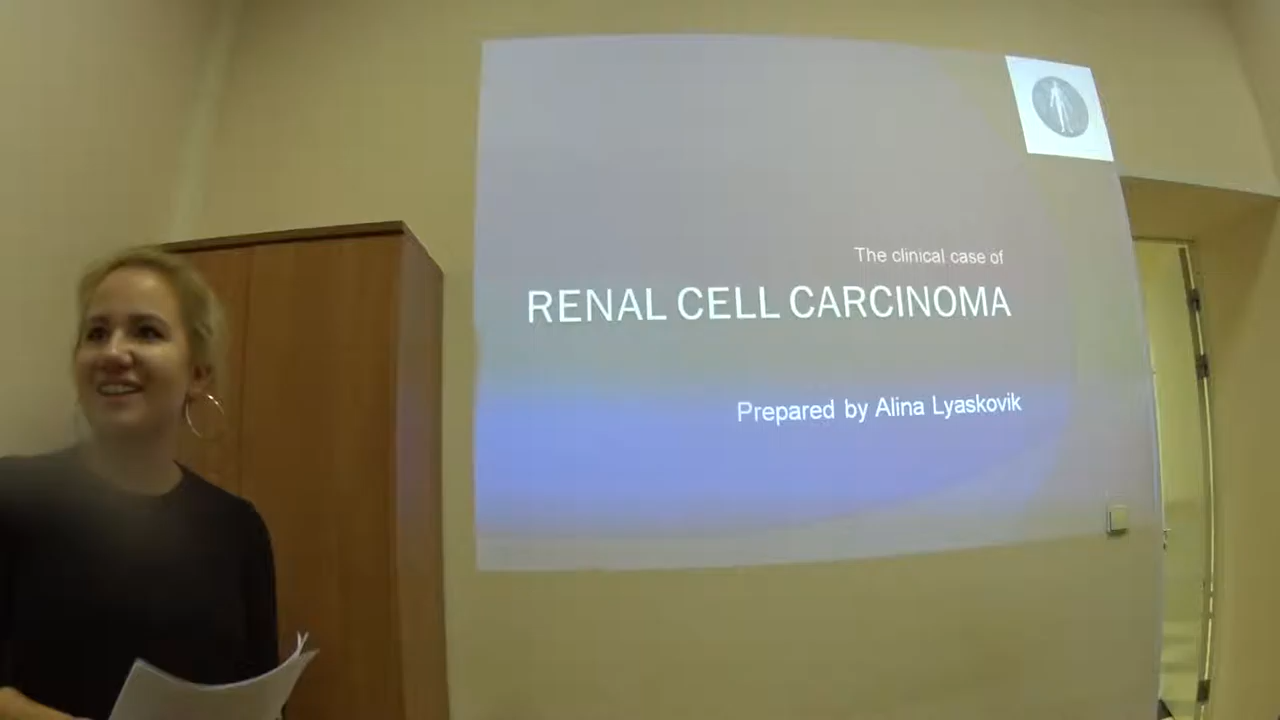 The clinical case of
RENAL CELL CARCINOMA
Prepared by Alina Lyaskovik